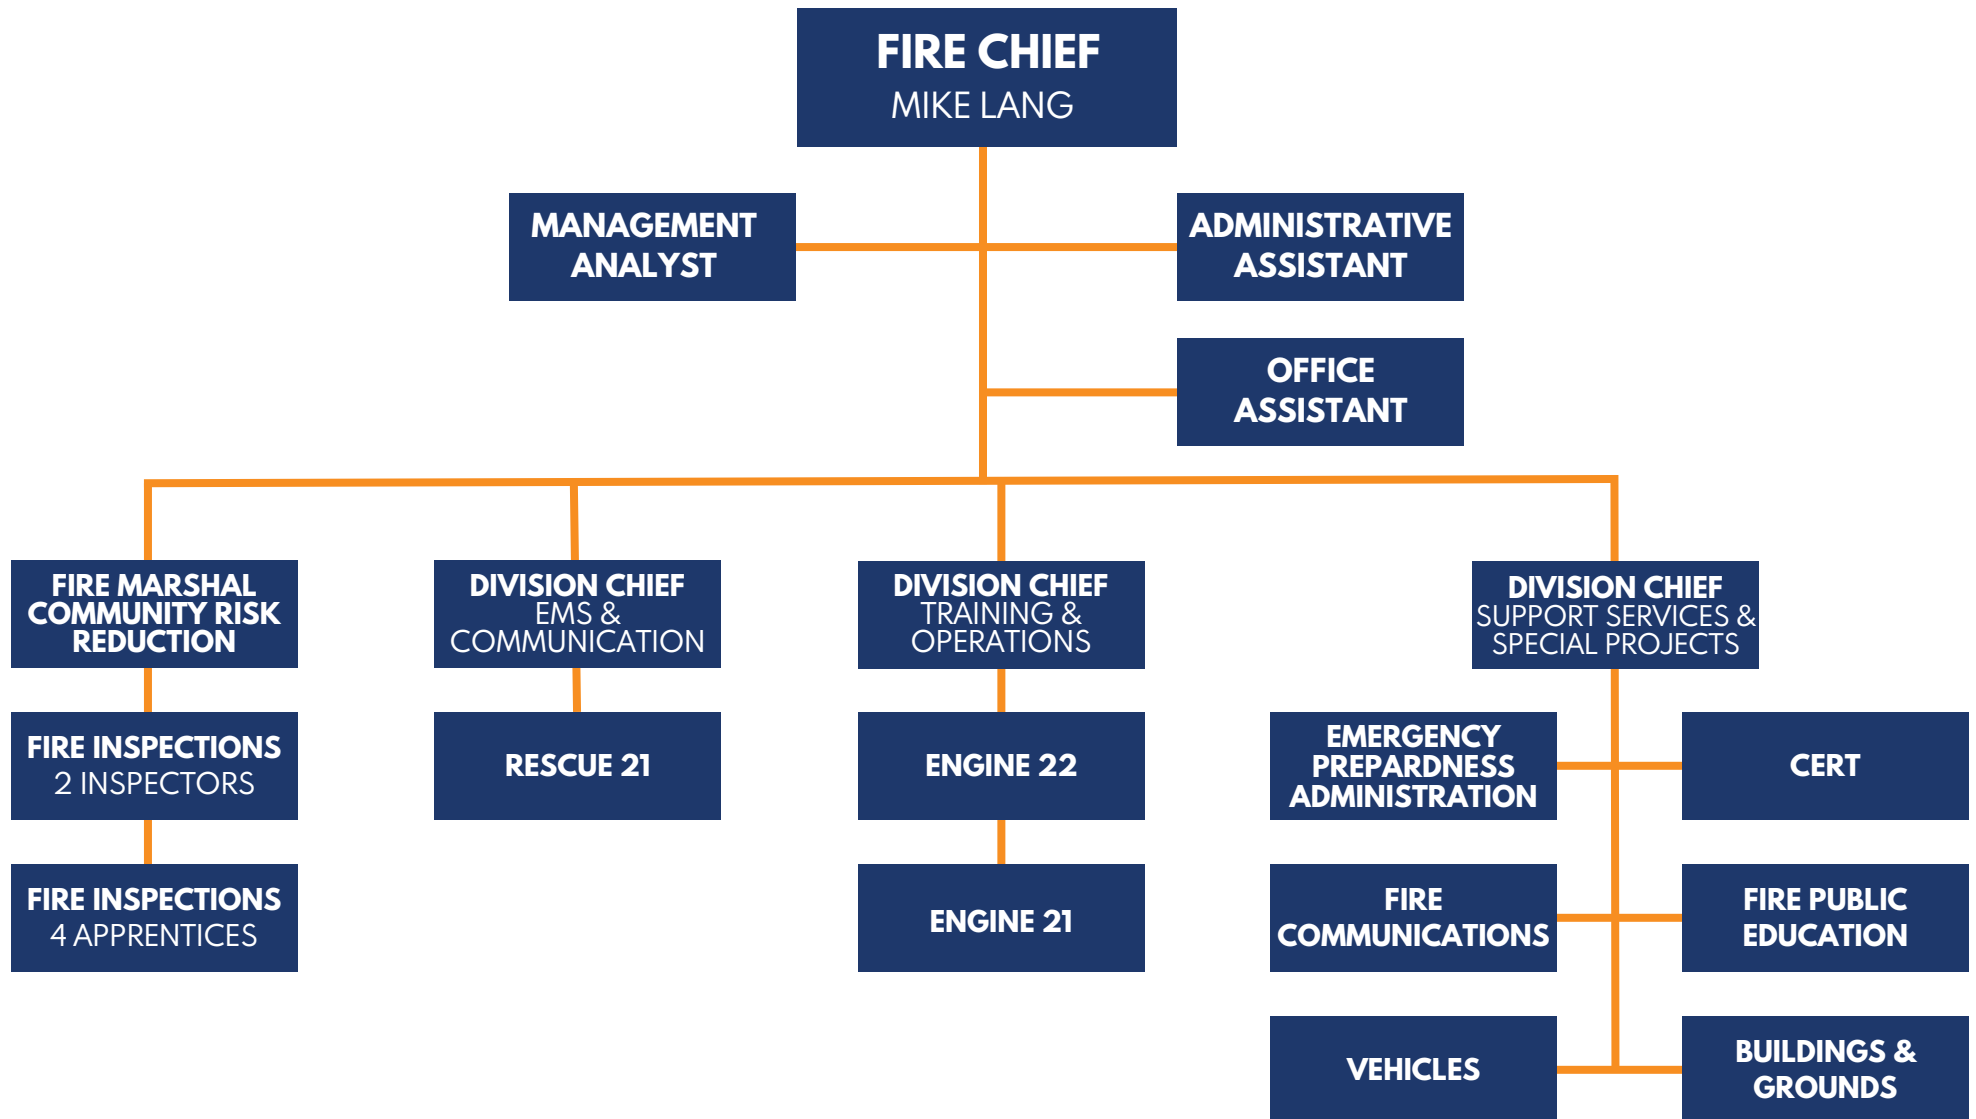 FIRE CHIEF
MIKE LANG
MANAGEMENT
ANALYST
ADMINISTRATIVE
ASSISTANT
OFFICE
ASSISTANT
FIRE MARSHAL
COMMUNITY RISK
REDUCTION
DIVISION CHIEF
EMS &
COMMUNICATION
DIVISION CHIEF
TRAINING &
OPERATIONS
DIVISION CHIEF
SUPPORT SERVICES &
SPECIAL PROJECTS
FIRE INSPECTIONS
2 INSPECTORS
RESCUE 21
ENGINE 22
EMERGENCY
PREPARDNESS
ADMINISTRATION
CERT
FIRE INSPECTIONS
4 APPRENTICES
ENGINE 21
FIRE
COMMUNICATIONS
FIRE PUBLIC
EDUCATION
VEHICLES
BUILDINGS &
GROUNDS